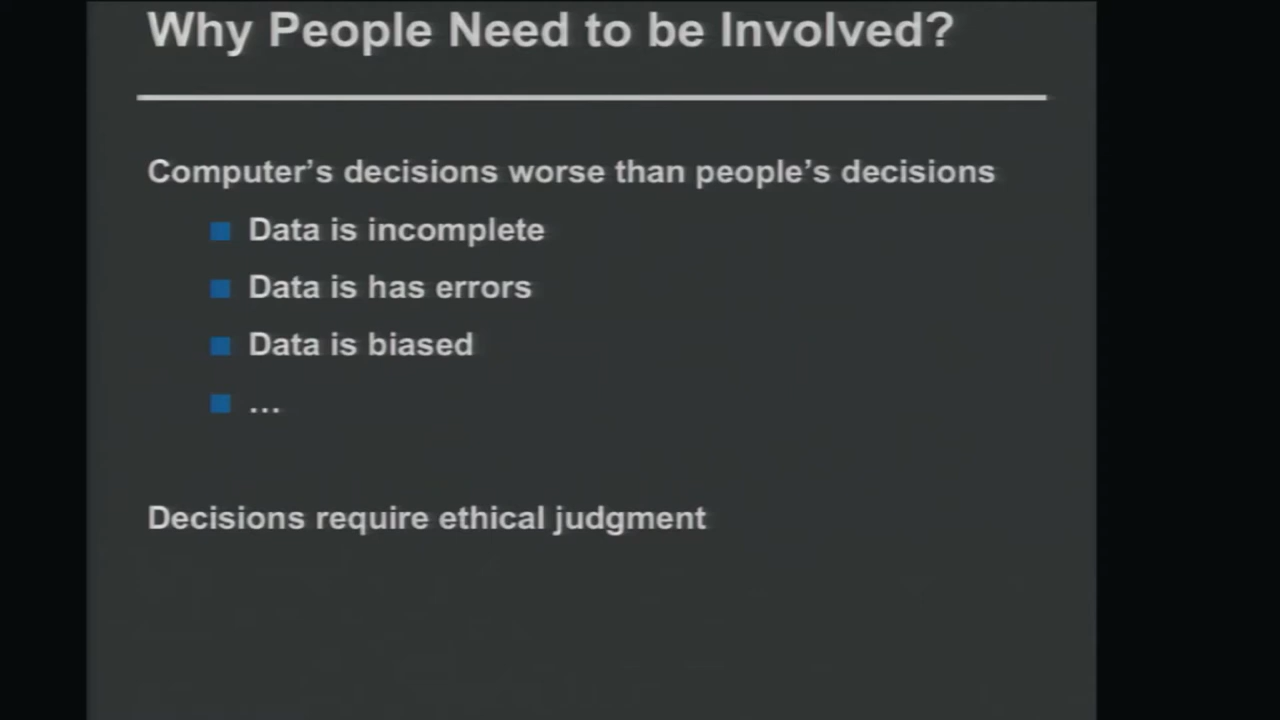 Why People Need to be Involved?
Computer’s decisions worse than people’s decisions
Data is incomplete
Data is has errors
Data is biased
...
Decisions require ethical judgment